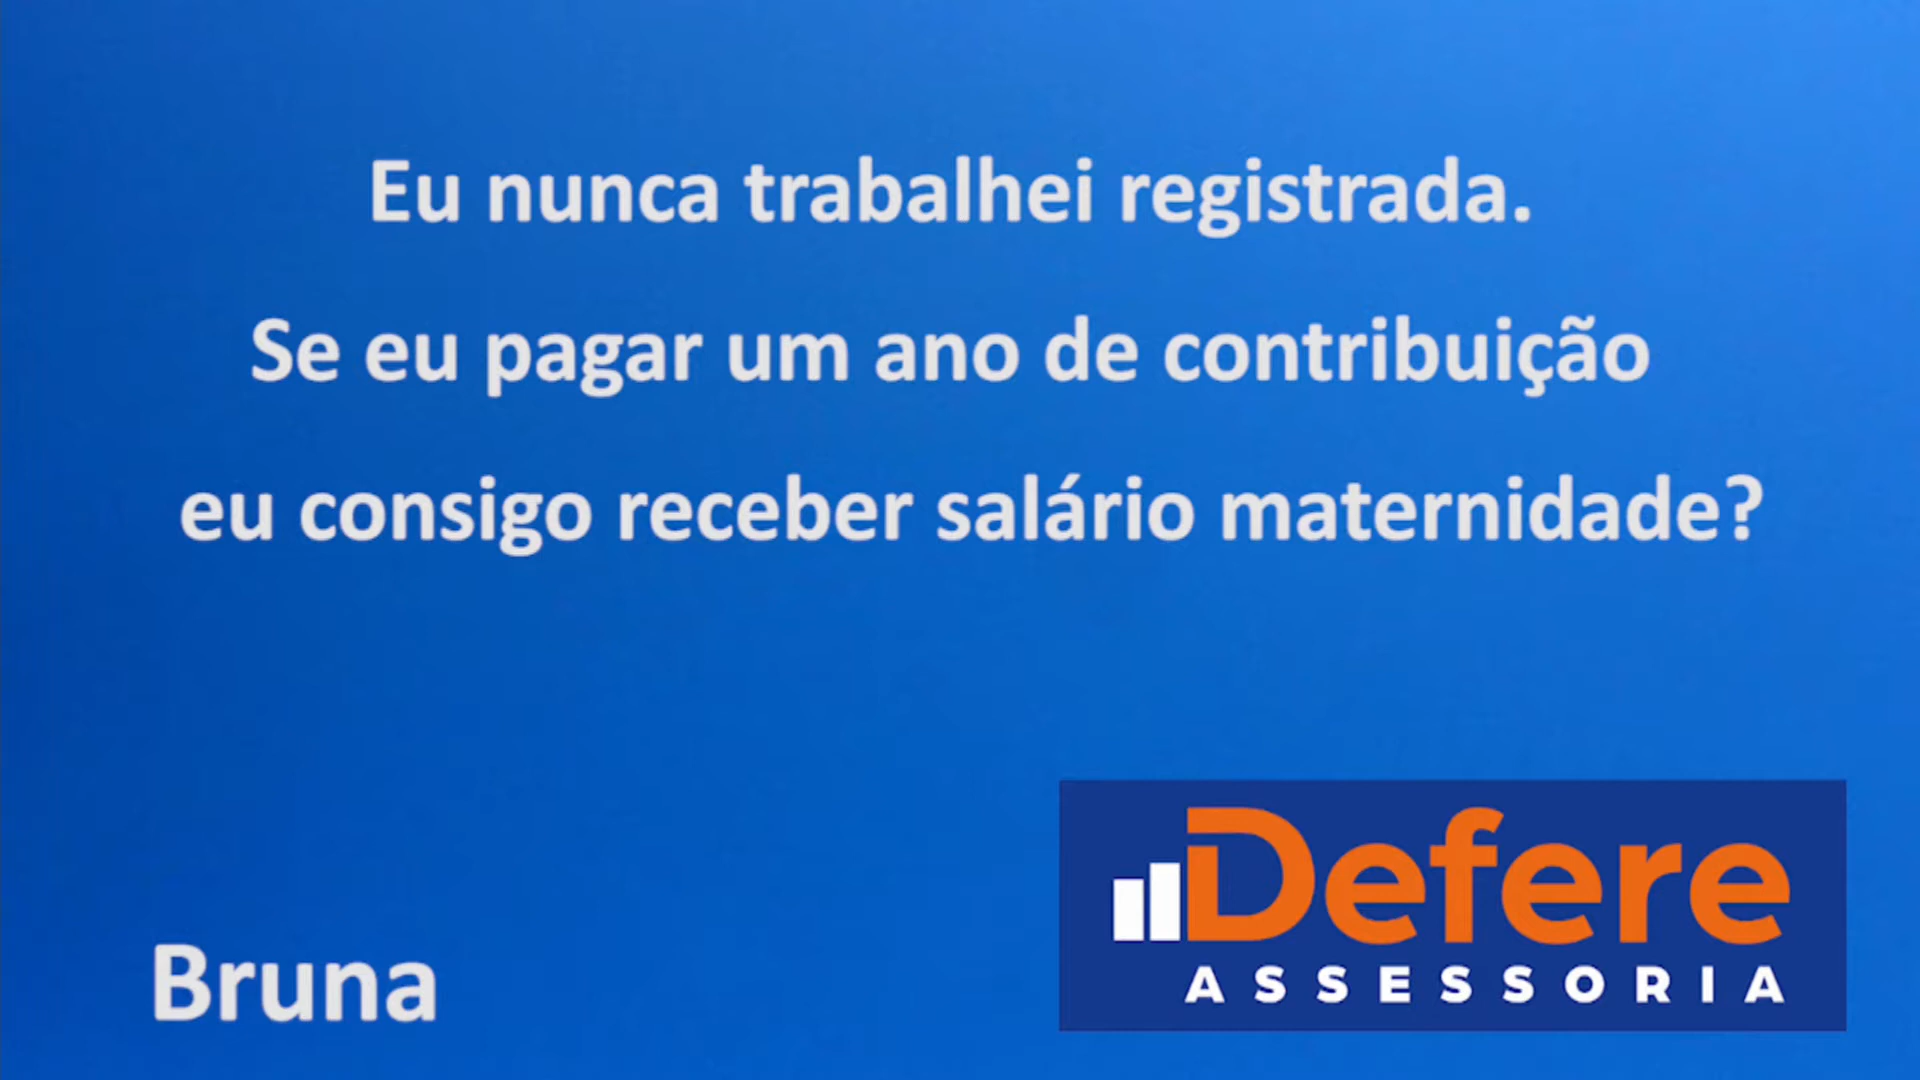 Eu nunca trabalhei registrada.
Se eu pagar um ano de contribuição
eu consigo receber salário maternidade?
Bruna
Defere
ASSESSORIA